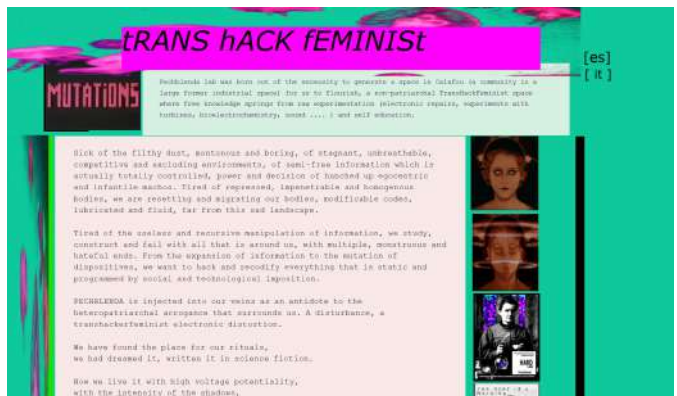 tRANS hACK fEMINISt
[es]
[ it ]
MUTATiONS
Pechblenda lab was born out of the necessity to generate a space in Calafou (a community in a
large former industrial space) for us to flourish, a non-patriarchal TransHackFeminist space
where free knowledge springs from raw experimentation (electronic repairs, experiments with
turbines, bioelectrochemistry, sound .... ) and self education.
Sick of the filthy dust, montonous and boring, of stagnant, unbreathable,
competitive and excluding environments, of semi-free information which is
actually totally controlled, power and decision of hunched up egocentric
and infantile machos. Tired of repressed, impenetrable and homogenous
bodies, we are resetting and migrating our bodies, modificable codes,
lubricated and fluid, far from this sad landscape.
Tired of the useless and recursive manipulation of information, we study,
construct and fail with all that is around us, with multiple, monstruous and
hateful ends. From the expansion of information to the mutation of
dispositives, we want to hack and recodify everything that is static and
programmed by social and technological imposition.
PECHBLENDA is injected into our veins as an antidote to the
heteropatriarchal arrogance that surrounds us. A disturbance, a
transhackerfeminist electronic distortion.
We have found the place for our rituals,
we had dreamed it, written it in science fiction.
Now we live it with high voltage potentiality,
with the intensity of the shadows,
HARD